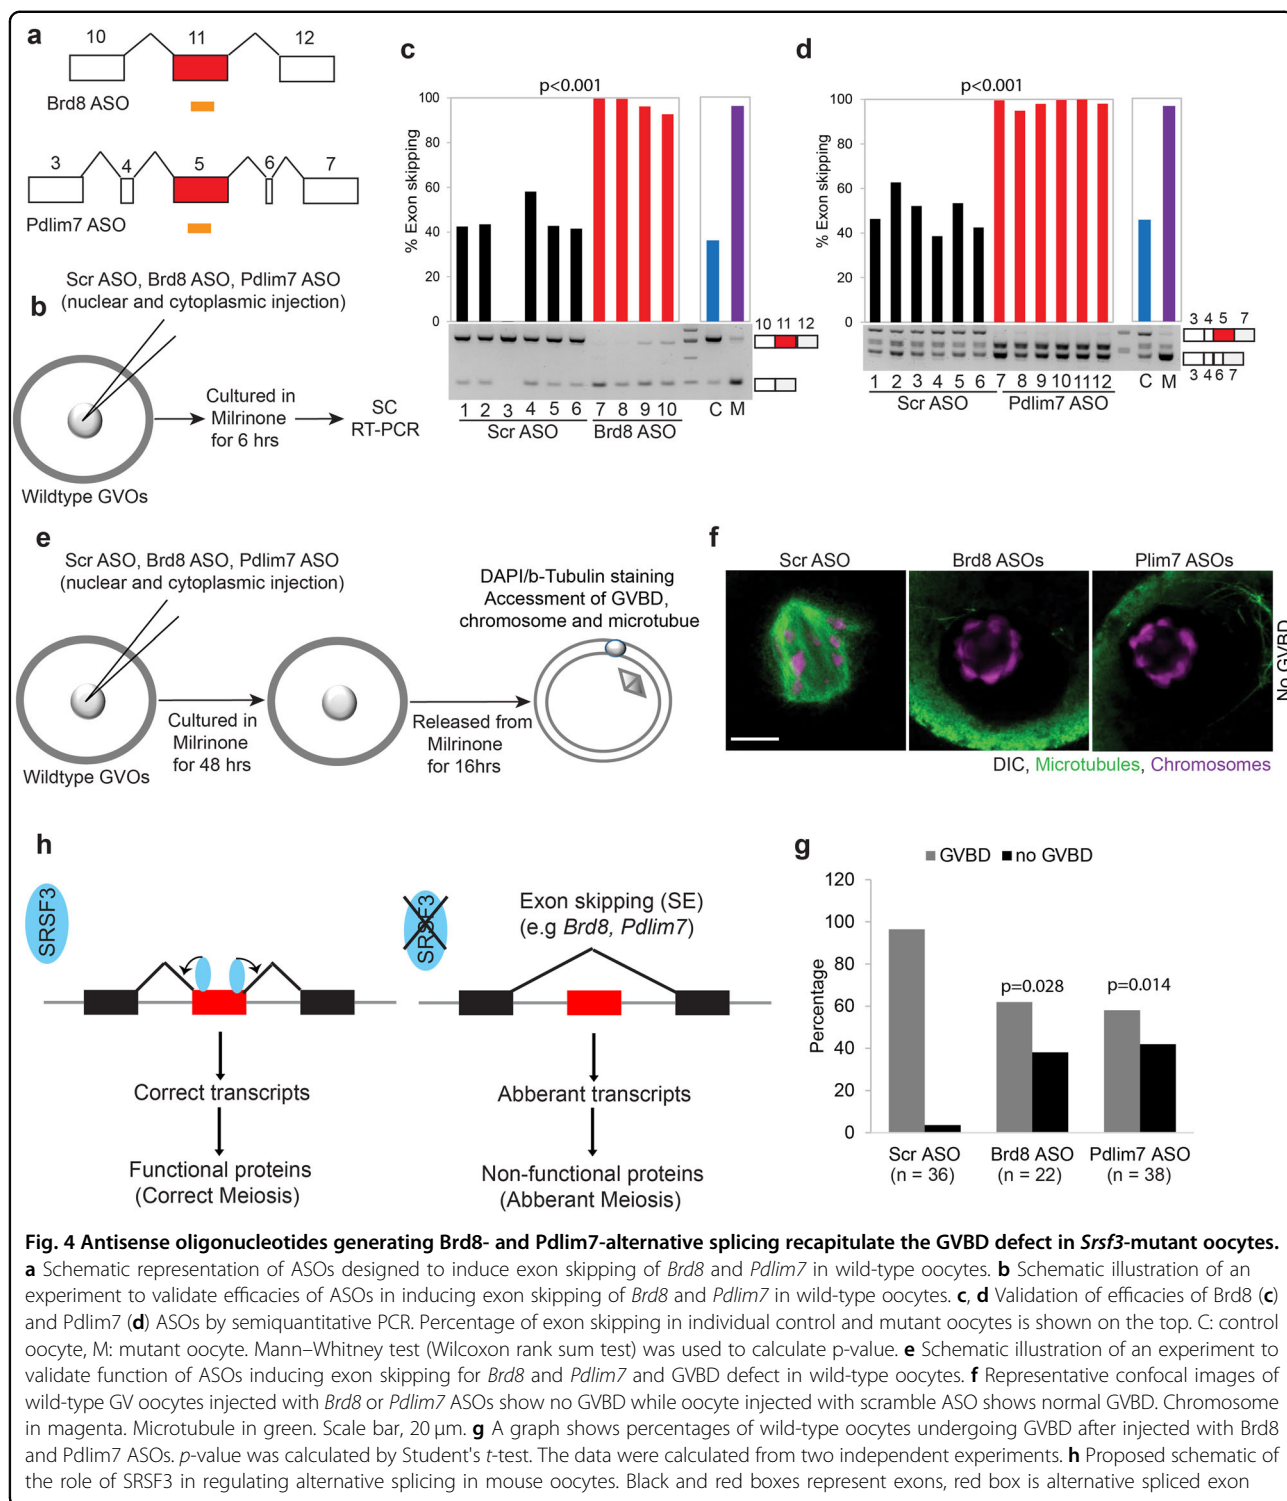 a
10 11 12
Brd8 ASO
3 4 5 6 7
Pdlim7 ASO
b
Scr ASO, Brd8 ASO, Pdlim7 ASO
(nuclear and cytoplasmic injection)
Cultured in
Milrinone
for 6 hrs
SC
RT-PCR
Wildtype GVOs
c
p<0.001
% Exon skipping
100
80
60
40
20
0
10 11 12
1 2 3 4 5 6 7 8 9 10 C M
Scr ASO Brd8 ASO
d
p<0.001
% Exon skipping
100
80
60
40
20
0
3 4 5 7
3 4 6 7
1 2 3 4 5 6 7 8 9 10 11 12 C M
Scr ASO Pdlim7 ASO
e
Scr ASO, Brd8 ASO, Pdlim7 ASO
(nuclear and cytoplasmic injection)
Cultured in
Milrinone
for 48 hrs
Wildtype GVOs
Released from
Milrinone
for 16hrs
DAPI/b-Tubulin staining
Accessment of GVBD,
chromosome and microtubue
f
Scr ASO Brd8 ASOs Plim7 ASOs
No GVBD
DIC, Microtubules, Chromosomes
h
SRSF3
Correct transcripts
Functional proteins
(Correct Meiosis)
SRSF3
Exon skipping (SE)
(e.g Brd8, Pdlim7)
Abberant transcripts
Non-functional proteins
(Abberant Meiosis)
g
GVBD no GVBD
Percentage
120
100
80
60
40
20
0
p=0.028
p=0.014
Scr ASO Brd8 ASO Pdlim7 ASO
(n = 36) (n = 22) (n = 38)
Fig. 4 Antisense oligonucleotides generating Brd8- and Pdlim7-alternative splicing recapitulate the GVBD defect in Srsf3-mutant oocytes.
a Schematic representation of ASOs designed to induce exon skipping of Brd8 and Pdlim7 in wild-type oocytes. b Schematic illustration of an
experiment to validate efficacies of ASOs in inducing exon skipping of Brd8 and Pdlim7 in wild-type oocytes. c, d Validation of efficacies of Brd8 (c)
and Pdlim7 (d) ASOs by semiquantitative PCR. Percentage of exon skipping in individual control and mutant oocytes is shown on the top. C: control
oocyte, M: mutant oocyte. Mann–Whitney test (Wilcoxon rank sum test) was used to calculate p-value. e Schematic illustration of an experiment to
validate function of ASOs inducing exon skipping for Brd8 and Pdlim7 and GVBD defect in wild-type oocytes. f Representative confocal images of
wild-type GV oocytes injected with Brd8 or Pdlim7 ASOs show no GVBD while oocyte injected with scramble ASO shows normal GVBD. Chromosome
in magenta. Microtubule in green. Scale bar, 20 μm. g A graph shows percentages of wild-type oocytes undergoing GVBD after injected with Brd8
and Pdlim7 ASOs. p-value was calculated by Student's t-test. The data were calculated from two independent experiments. h Proposed schematic of
the role of SRSF3 in regulating alternative splicing in mouse oocytes. Black and red boxes represent exons, red box is alternative spliced exon